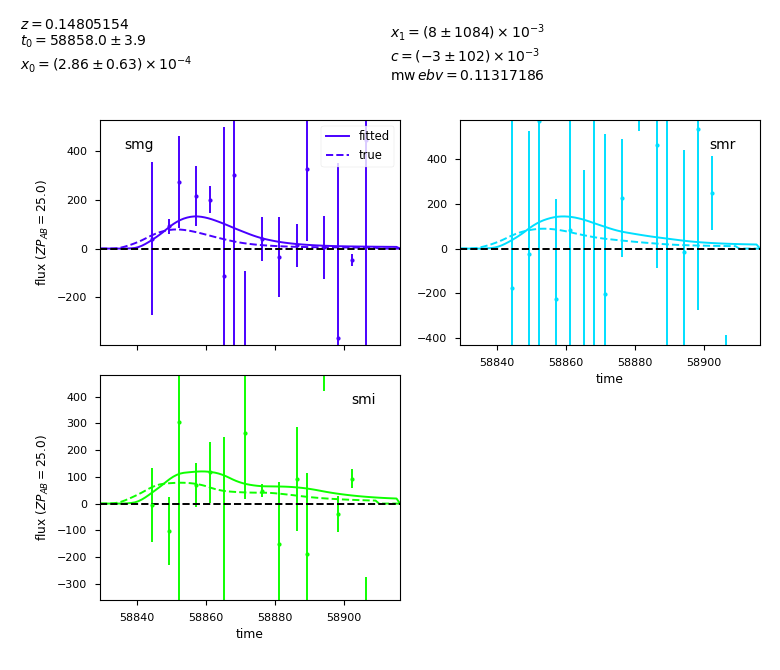 z = 0.14805154
t₀ = 58858.0 ± 3.9
x₀ = (2.86 ± 0.63) × 10⁻⁴
x₁ = (8 ± 1084) × 10⁻³
c = (−3 ± 102) × 10⁻³
mw ebv = 0.11317186
smg
fitted
true
400
200
0
−200
flux (ZP_AB = 25.0)
smr
400
200
0
−200
−400
58840 58860 58880 58900
time
smi
400
300
200
100
0
−100
−200
−300
flux (ZP_AB = 25.0)
58840 58860 58880 58900
time